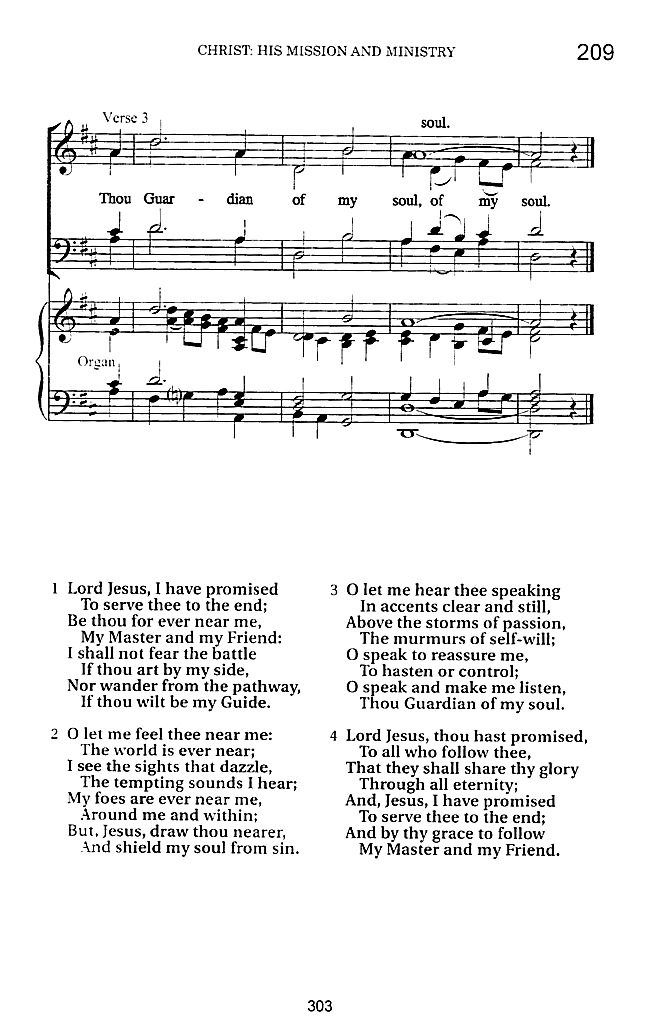 CHRIST: HIS MISSION AND MINISTRY 209
Verse 3
soul.
Thou Guar - dian of my soul, of my soul.
Organ
1 Lord Jesus, I have promised
To serve thee to the end;
Be thou for ever near me,
My Master and my Friend:
I shall not fear the battle
If thou art by my side,
Nor wander from the pathway,
If thou wilt be my Guide.
2 O let me feel thee near me:
The world is ever near;
I see the sights that dazzle,
The tempting sounds I hear;
My foes are ever near me,
Around me and within;
But, Jesus, draw thou nearer,
And shield my soul from sin.
3 O let me hear thee speaking
In accents clear and still,
Above the storms of passion,
The murmurs of self-will;
O speak to reassure me,
To hasten or control;
O speak and make me listen,
Thou Guardian of my soul.
4 Lord Jesus, thou hast promised,
To all who follow thee,
That they shall share thy glory
Through all eternity;
And, Jesus, I have promised
To serve thee to the end;
And by thy grace to follow
My Master and my Friend.
303